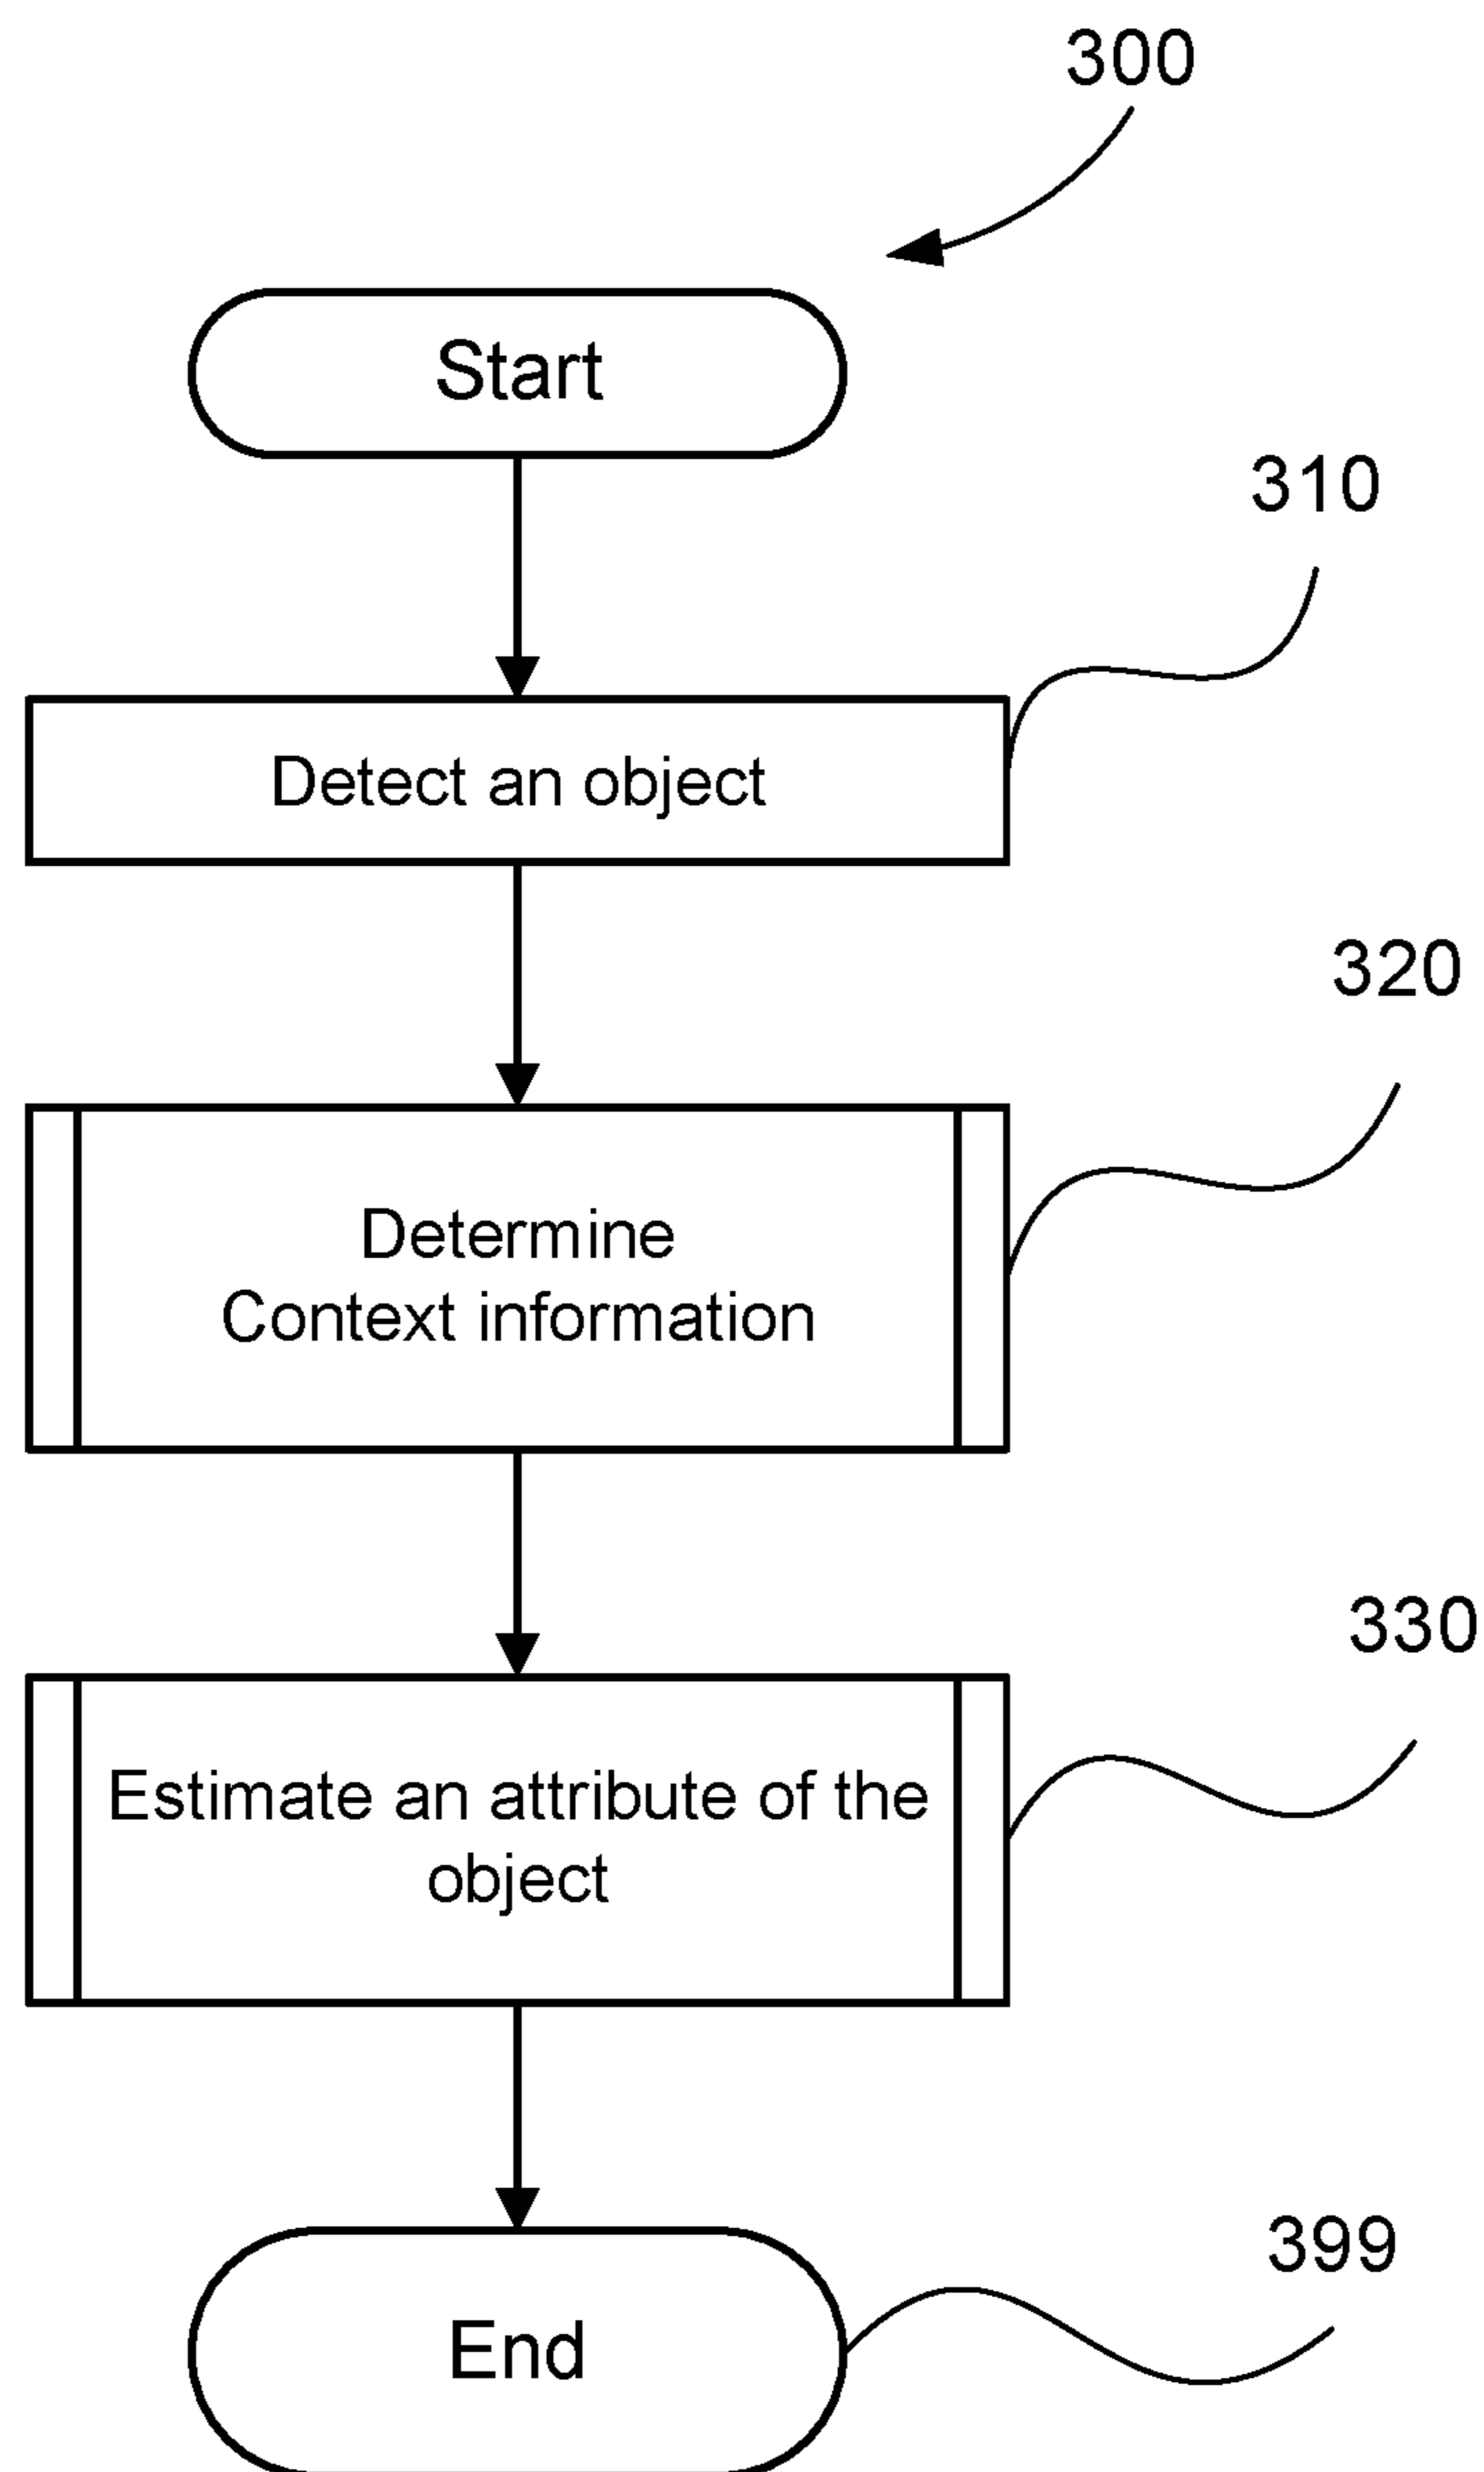 300
Start
310
Detect an object
320
Determine
Context information
330
Estimate an attribute of the
object
399
End